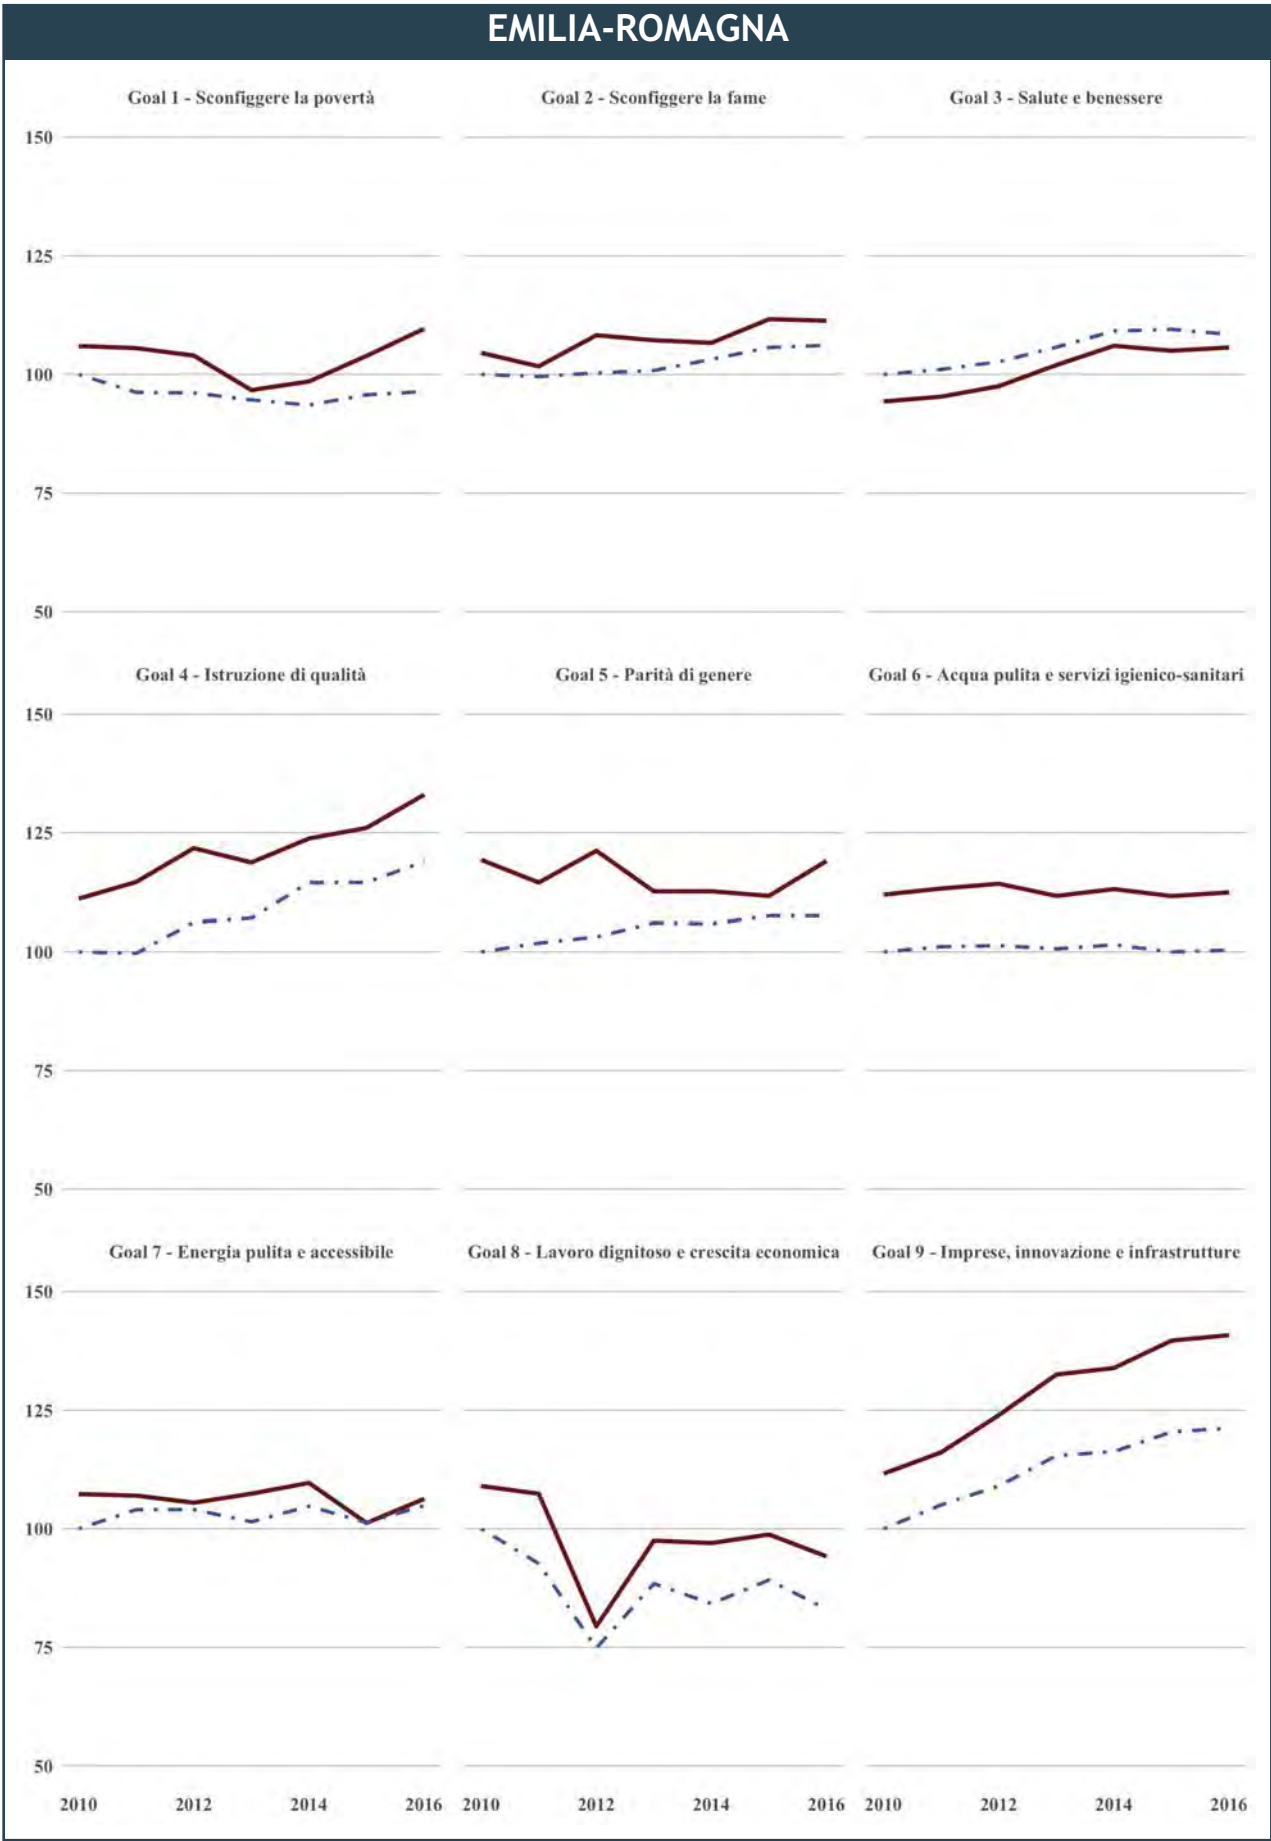 EMILIA-ROMAGNA
Goal 1 - Sconfiggere la povertà
Goal 2 - Sconfiggere la fame
Goal 3 - Salute e benessere
150
125
100
75
50
Goal 4 - Istruzione di qualità
Goal 5 - Parità di genere
Goal 6 - Acqua pulita e servizi igienico-sanitari
150
125
100
75
50
Goal 7 - Energia pulita e accessibile
Goal 8 - Lavoro dignitoso e crescita economica
Goal 9 - Imprese, innovazione e infrastrutture
150
125
100
75
50
2010 2012 2014 2016 2010 2012 2014 2016 2010 2012 2014 2016